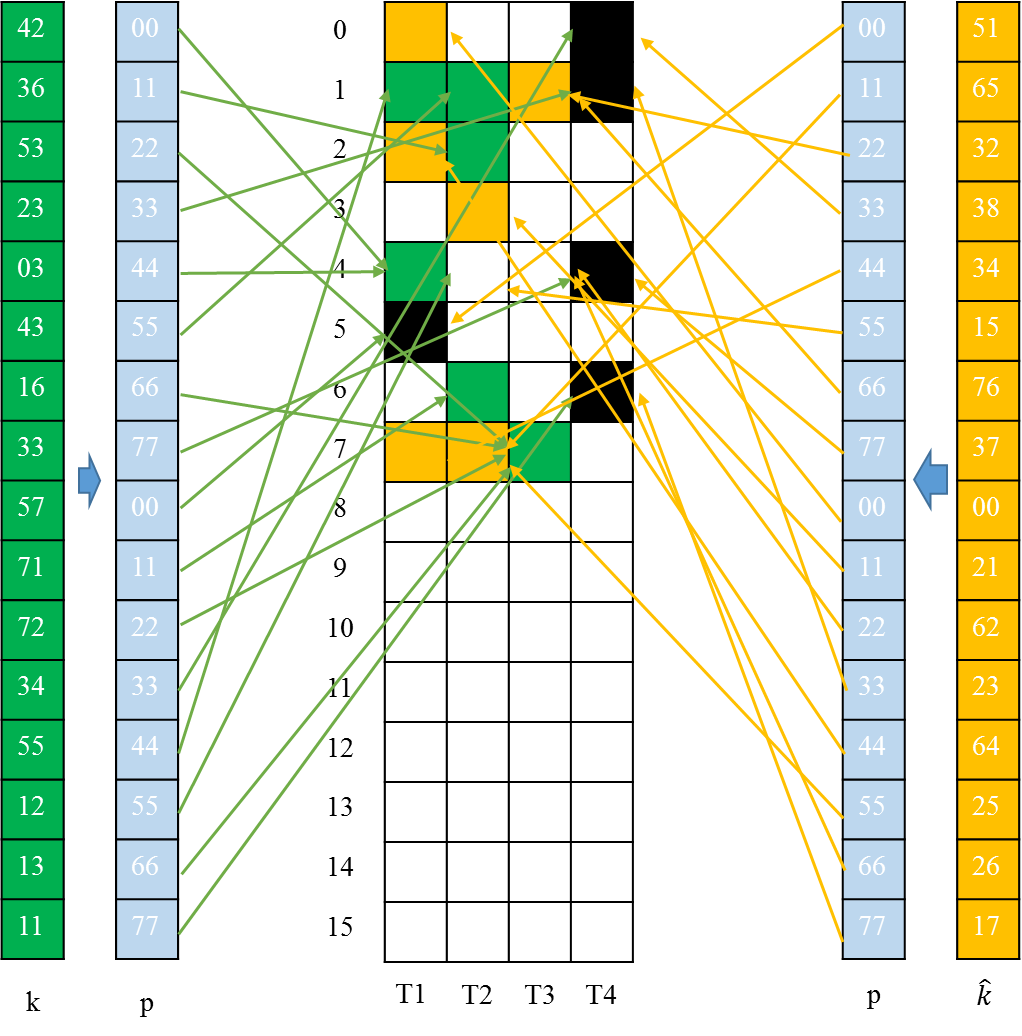 42 00 0 00 51
36 11 1 11 65
53 22 2 22 32
23 33 3 33 38
03 44 4 44 34
43 55 5 55 15
16 66 6 66 76
33 77 7 77 37
57 00 8 00 00
71 11 9 11 21
72 22 10 22 62
34 33 11 33 23
55 44 12 44 64
12 55 13 55 25
13 66 14 66 26
11 77 15 77 17
k p T1 T2 T3 T4 p k̂